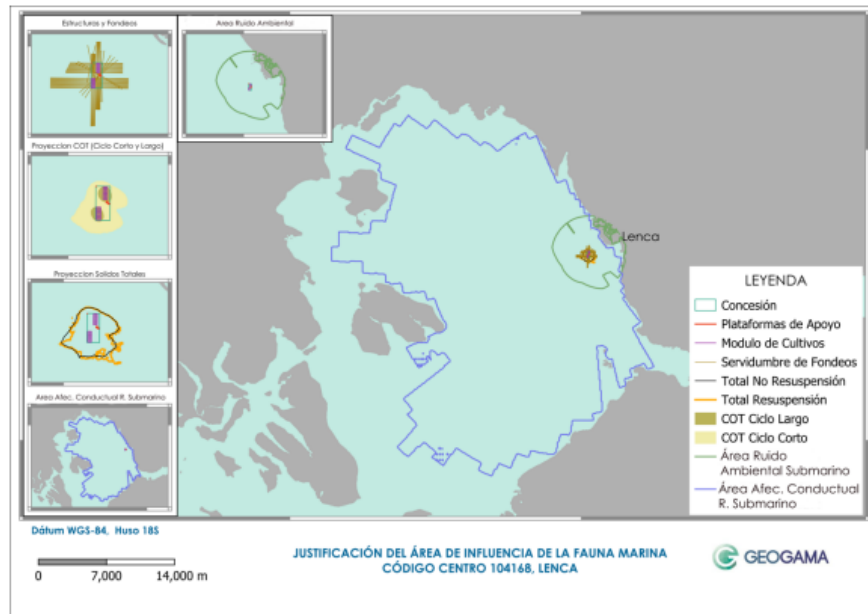 Estructuras y Fondeos
Area Ruido Ambiental
Proyeccion COT (Ciclo Corto y Largo)
Proyeccion Solidos Totales
Area Afec. Conductual R. Submarino
Lenca
LEYENDA
Concesión
Plataformas de Apoyo
Modulo de Cultivos
Servidumbre de Fondeos
Total No Resuspensión
Total Resuspensión
COT Ciclo Largo
COT Ciclo Corto
Área Ruido
Ambiental Submarino
Área Afec. Conductual
R. Submarino
Dátum WGS-84, Huso 18S
0 7,000 14,000 m
JUSTIFICACIÓN DEL ÁREA DE INFLUENCIA DE LA FAUNA MARINA
CÓDIGO CENTRO 104168, LENCA
GEOGAMA